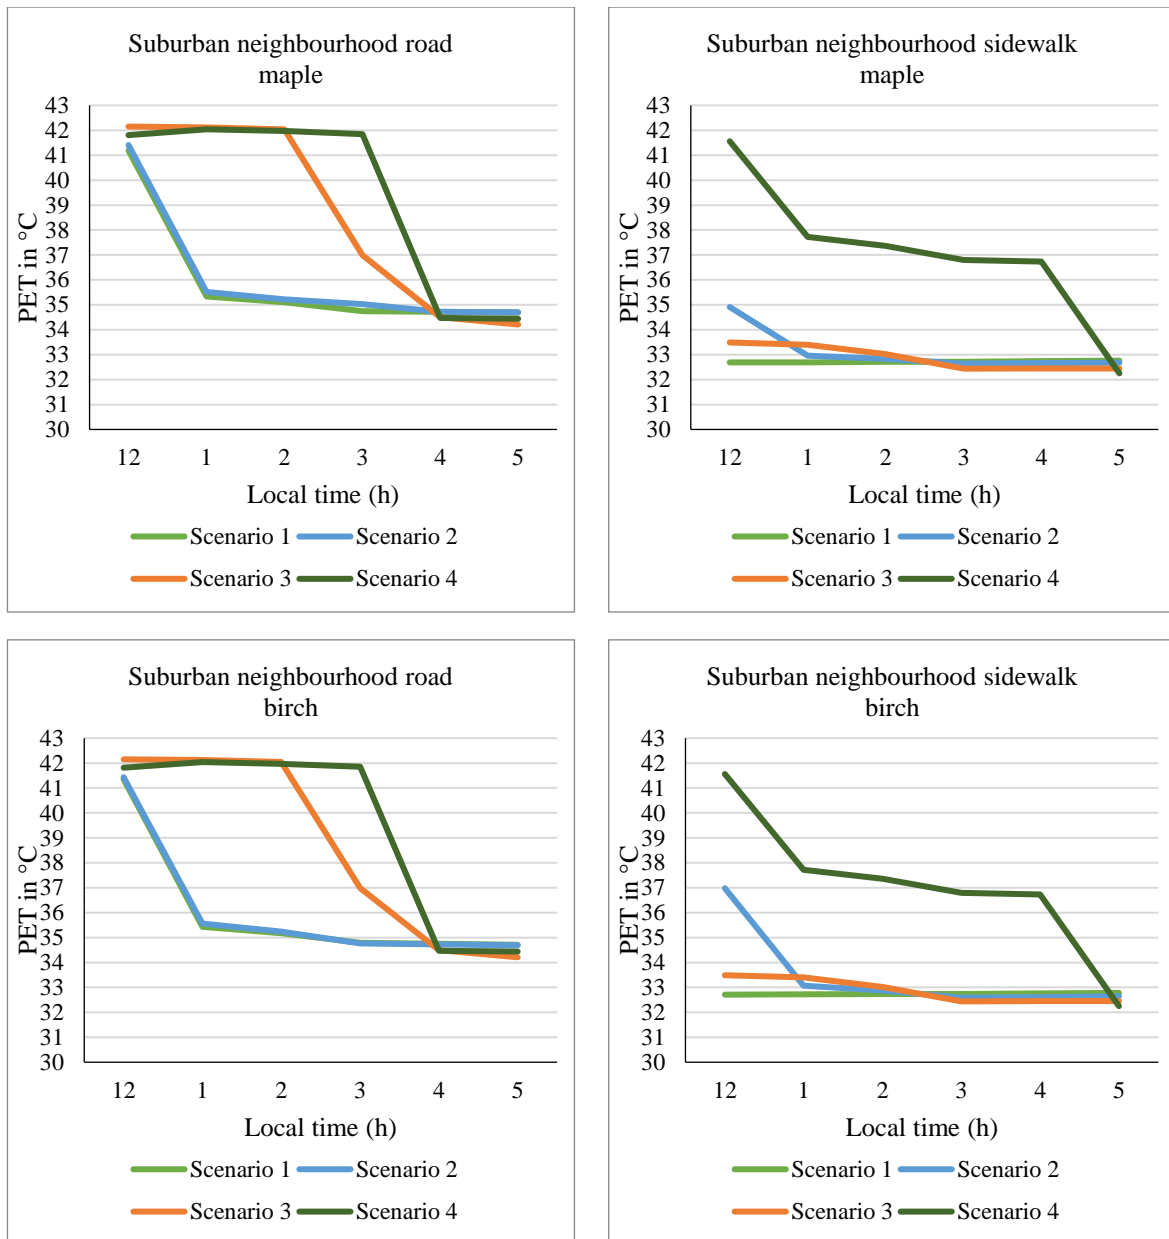 Suburban neighbourhood road
maple
43
42
41
40
39
38
37
36
35
34
33
32
31
30
PET in °C
12 1 2 3 4 5
Local time (h)
Scenario 1 Scenario 2
Scenario 3 Scenario 4
Suburban neighbourhood sidewalk
maple
43
42
41
40
39
38
37
36
35
34
33
32
31
30
PET in °C
12 1 2 3 4 5
Local time (h)
Scenario 1 Scenario 2
Scenario 3 Scenario 4
Suburban neighbourhood road
birch
43
42
41
40
39
38
37
36
35
34
33
32
31
30
PET in °C
12 1 2 3 4 5
Local time (h)
Scenario 1 Scenario 2
Scenario 3 Scenario 4
Suburban neighbourhood sidewalk
birch
43
42
41
40
39
38
37
36
35
34
33
32
31
30
PET in °C
12 1 2 3 4 5
Local time (h)
Scenario 1 Scenario 2
Scenario 3 Scenario 4